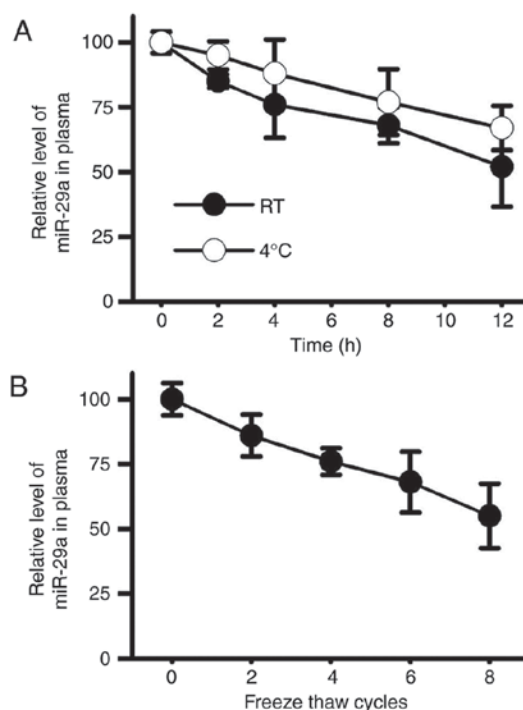 A
Relative level of
miR-29a in plasma
100
75
50
25
0
RT
4°C
0 2 4 6 8 10 12
Time (h)
B
Relative level of
miR-29a in plasma
100
75
50
25
0
0 2 4 6 8
Freeze thaw cycles